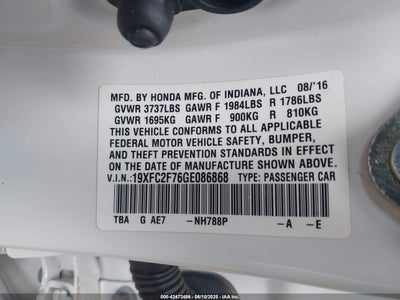 MFD. BY HONDA MFG. OF INDIANA, LLC 08/'16
GVWR 3737LBS GAWR F 1984LBS R 1786LBS
GVWR 1695KG GAWR F 900KG R 810KG
THIS VEHICLE CONFORMS TO ALL APPLICABLE
FEDERAL MOTOR VEHICLE SAFETY, BUMPER,
AND THEFT PREVENTION STANDARDS IN EFFECT
ON THE DATE OF MANUFACTURE SHOWN ABOVE.
V.I.N.:19XFC2F76GE086868 TYPE: PASSENGER CAR
TBA G AE7 -NH788P -A -E
00-42472486 - 06/10/2025 - © IAA Inc.